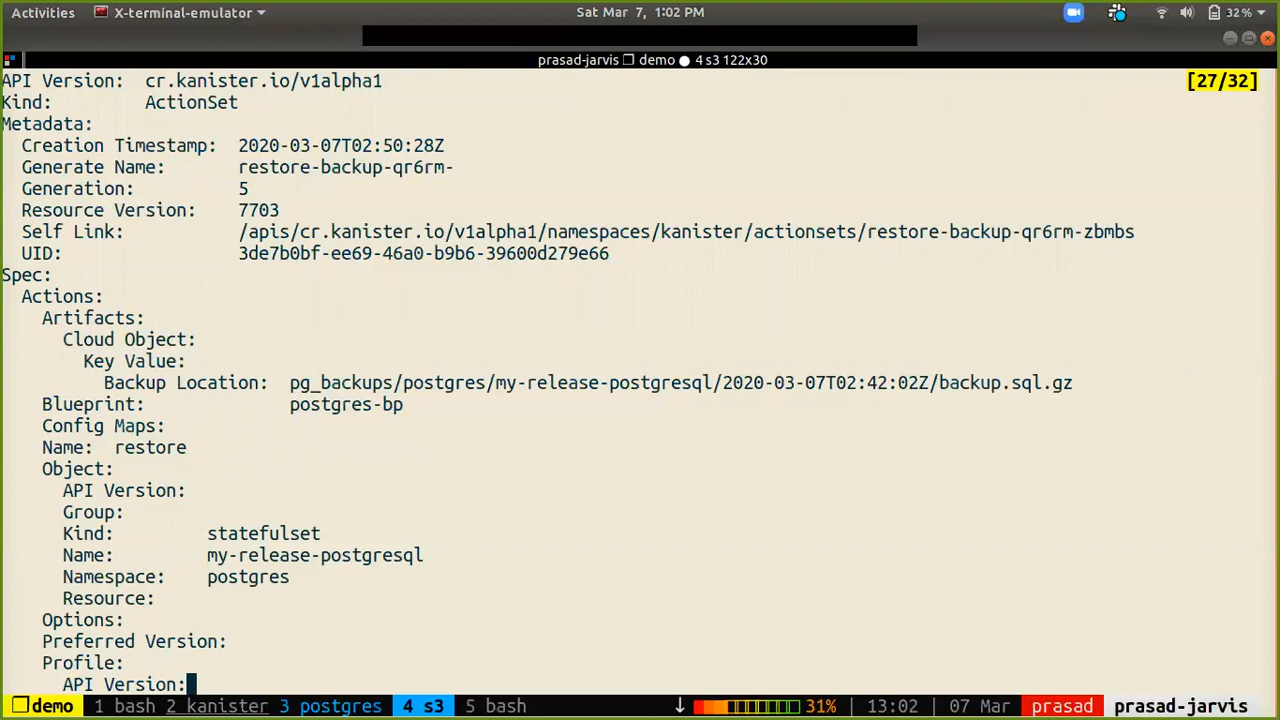 Activities X-terminal-emulator Sat Mar 7, 1:02 PM 32%
prasad-jarvis ❐ demo ● 4 s3 122x30
API Version: cr.kanister.io/v1alpha1 [27/32]
Kind: ActionSet
Metadata:
Creation Timestamp: 2020-03-07T02:50:28Z
Generate Name: restore-backup-qr6rm-
Generation: 5
Resource Version: 7703
Self Link: /apis/cr.kanister.io/v1alpha1/namespaces/kanister/actionsets/restore-backup-qr6rm-zbmbs
UID: 3de7b0bf-ee69-46a0-b9b6-39600d279e66
Spec:
Actions:
Artifacts:
Cloud Object:
Key Value:
Backup Location: pg_backups/postgres/my-release-postgresql/2020-03-07T02:42:02Z/backup.sql.gz
Blueprint: postgres-bp
Config Maps:
Name: restore
Object:
API Version:
Group:
Kind: statefulset
Name: my-release-postgresql
Namespace: postgres
Resource:
Options:
Preferred Version:
Profile:
API Version:
❐ demo 1 bash 2 kanister 3 postgres 4 s3 5 bash ↓ 31% 13:02 07 Mar prasad prasad-jarvis